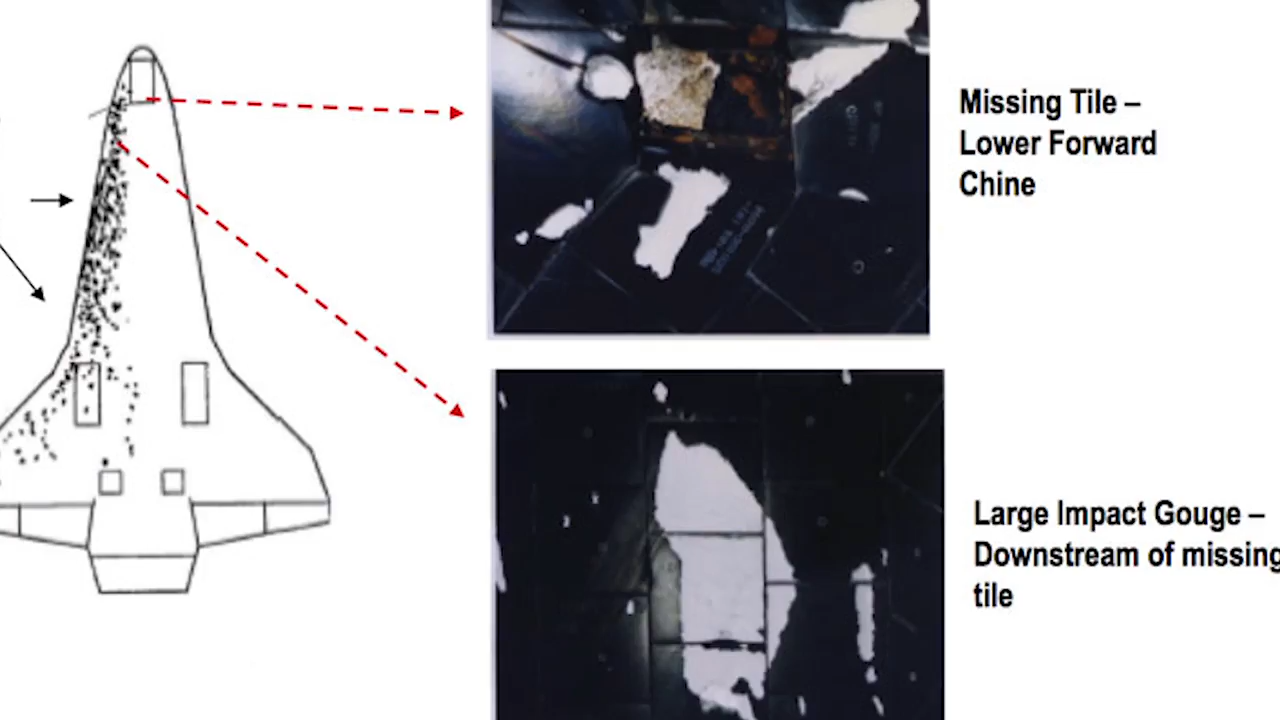 Missing Tile –
Lower Forward
Chine
Large Impact Gouge –
Downstream of missing
tile